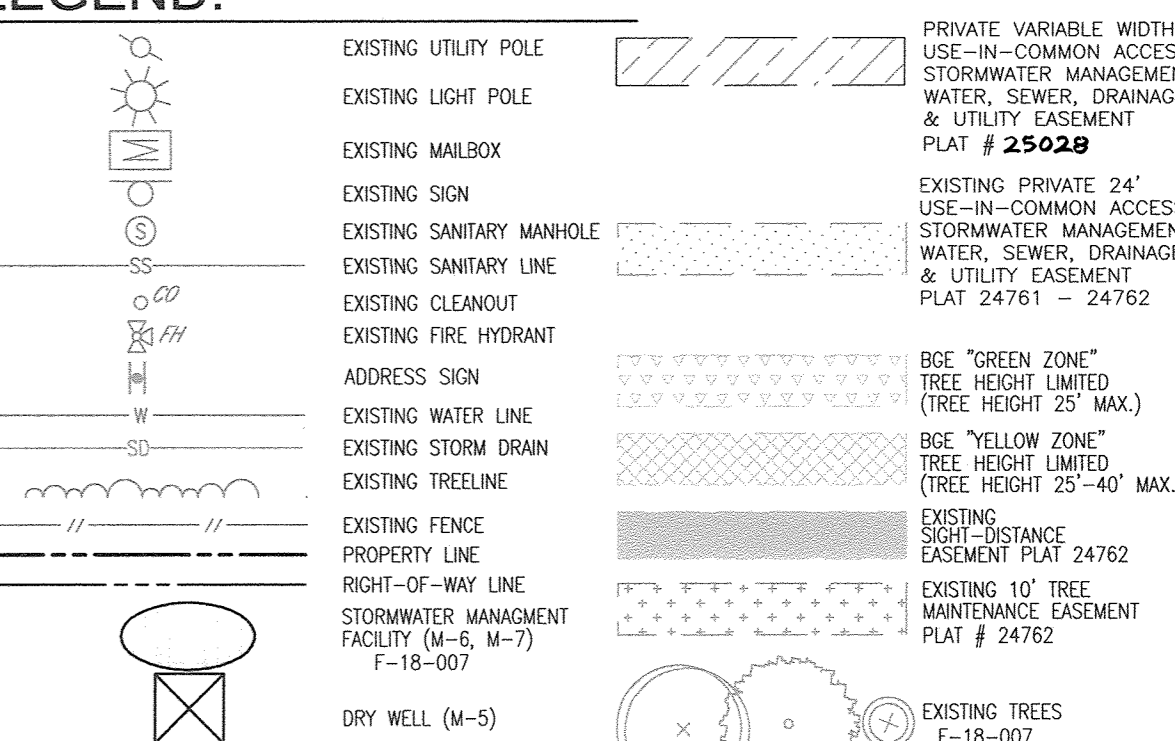 LEGEND:
EXISTING UTILITY POLE
EXISTING LIGHT POLE
EXISTING MAILBOX
EXISTING SIGN
S
EXISTING SANITARY MANHOLE
SS
EXISTING SANITARY LINE
CO
EXISTING CLEANOUT
FH
EXISTING FIRE HYDRANT
ADDRESS SIGN
W
EXISTING WATER LINE
SD
EXISTING STORM DRAIN
EXISTING TREELINE
EXISTING FENCE
PROPERTY LINE
RIGHT-OF-WAY LINE
STORMWATER MANAGMENT
FACILITY (M-6, M-7)
F-18-007
DRY WELL (M-5)
PRIVATE VARIABLE WIDTH
USE-IN-COMMON ACCES
STORMWATER MANAGEMEN
WATER, SEWER, DRAINAG
& UTILITY EASEMENT
PLAT # 25028
EXISTING PRIVATE 24'
USE-IN-COMMON ACCESS
STORMWATER MANAGEMEN
WATER, SEWER, DRAINAGE
& UTILITY EASEMENT
PLAT 24761 - 24762
BGE "GREEN ZONE"
TREE HEIGHT LIMITED
(TREE HEIGHT 25' MAX.)
BGE "YELLOW ZONE"
TREE HEIGHT LIMITED
(TREE HEIGHT 25'-40' MAX.
EXISTING
SIGHT-DISTANCE
EASEMENT PLAT 24762
EXISTING 10' TREE
MAINTENANCE EASEMENT
PLAT # 24762
EXISTING TREES
F-18-007